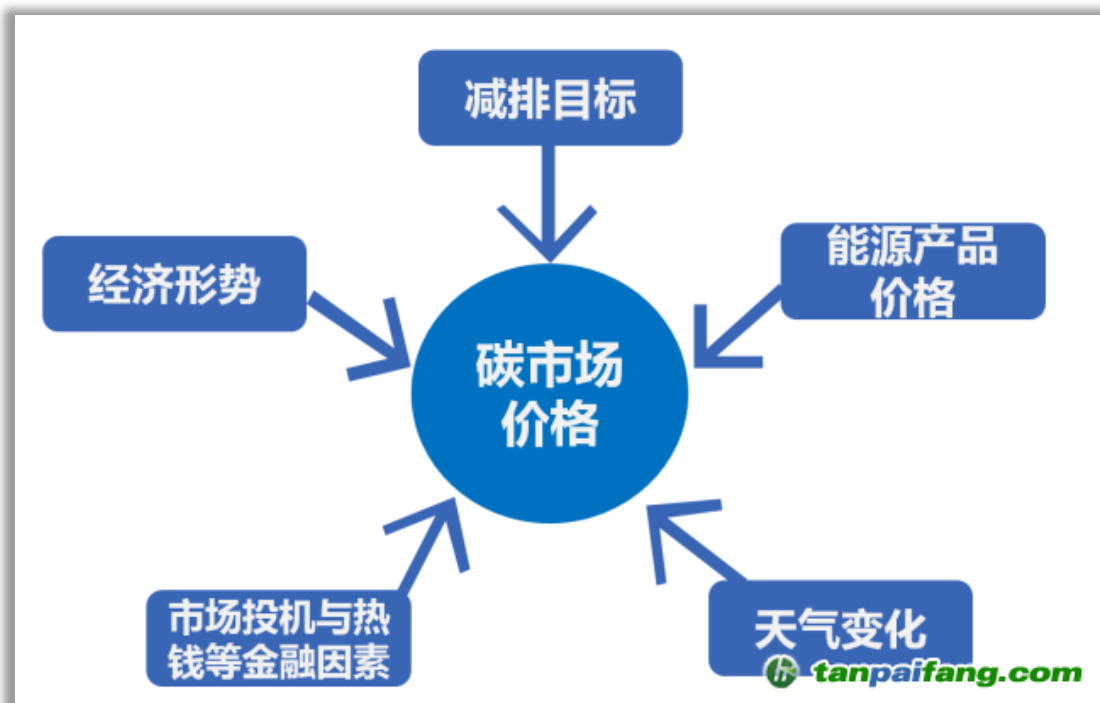 减排目标
经济形势
能源产品
价格
碳市场
价格
市场投机与热
钱等金融因素
天气变化
tanpaifang.com